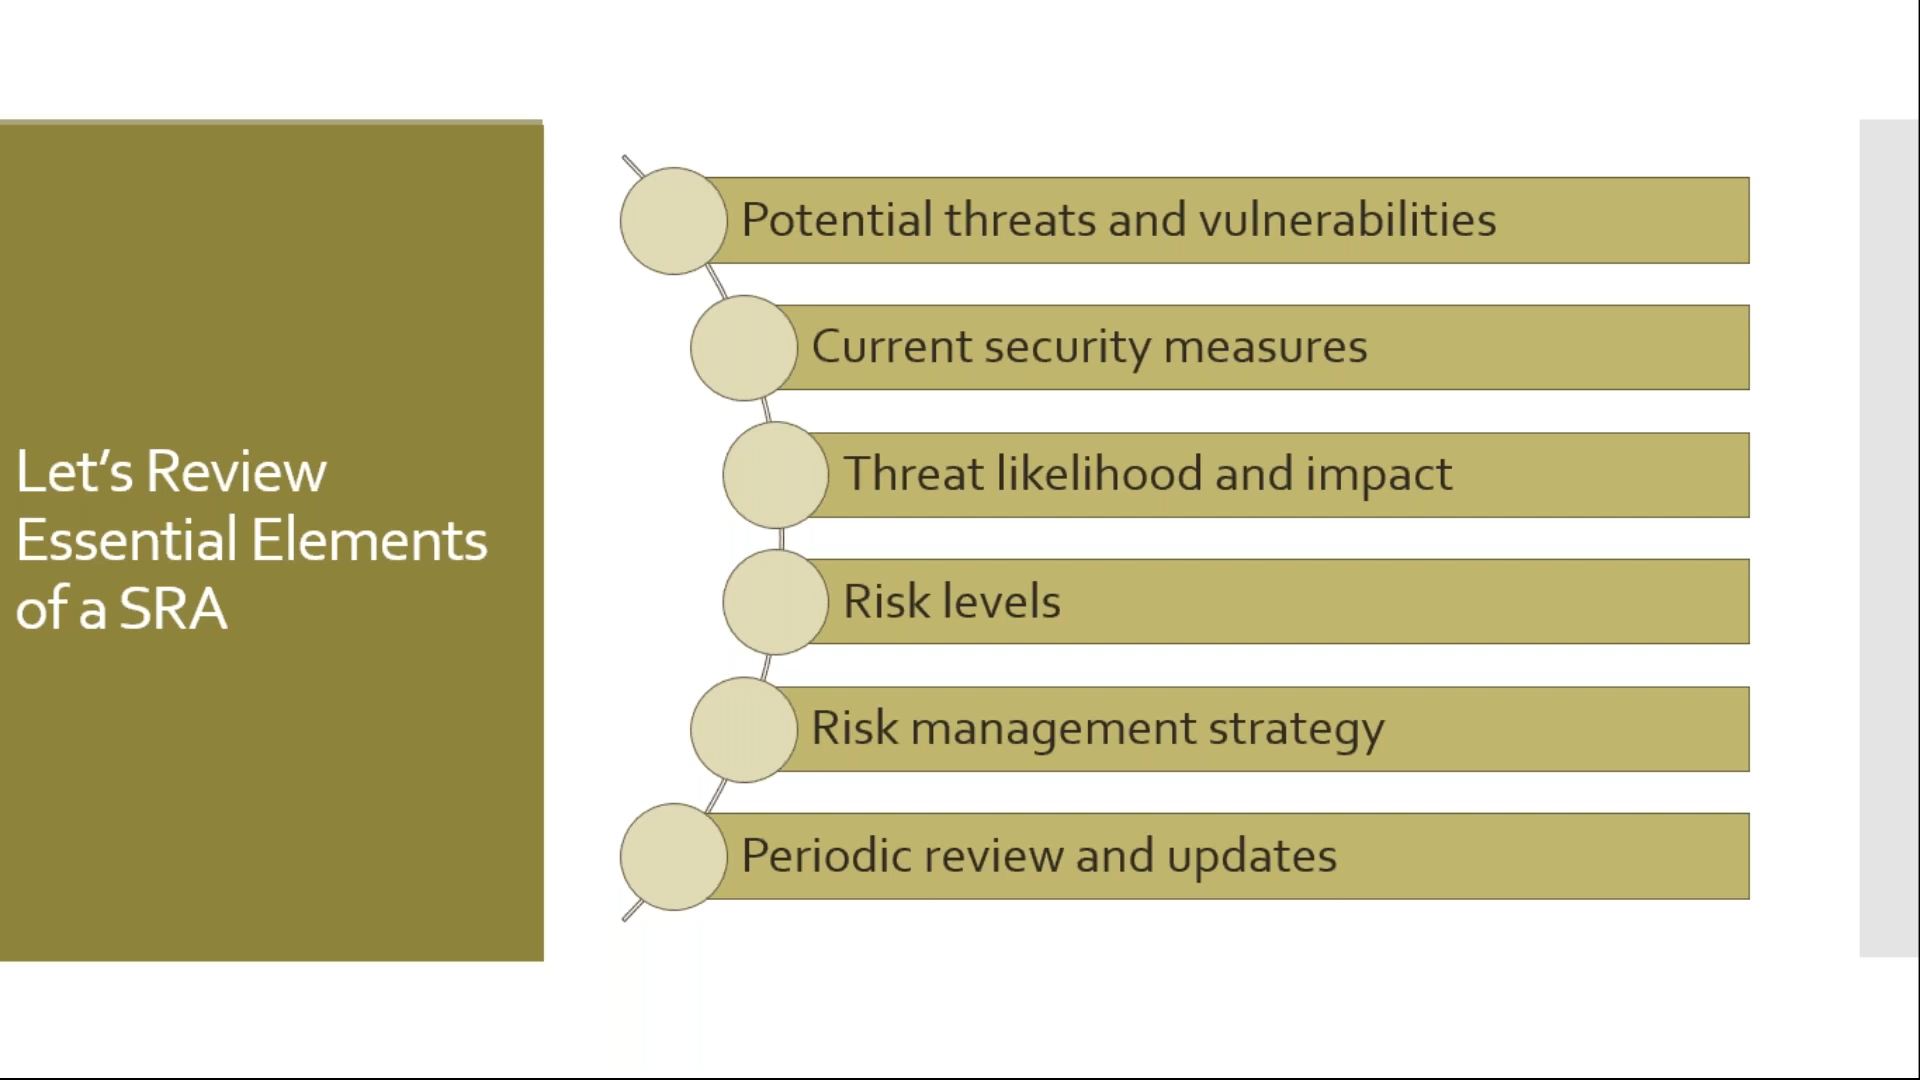 Let’s Review
Essential Elements
of a SRA
Potential threats and vulnerabilities
Current security measures
Threat likelihood and impact
Risk levels
Risk management strategy
Periodic review and updates